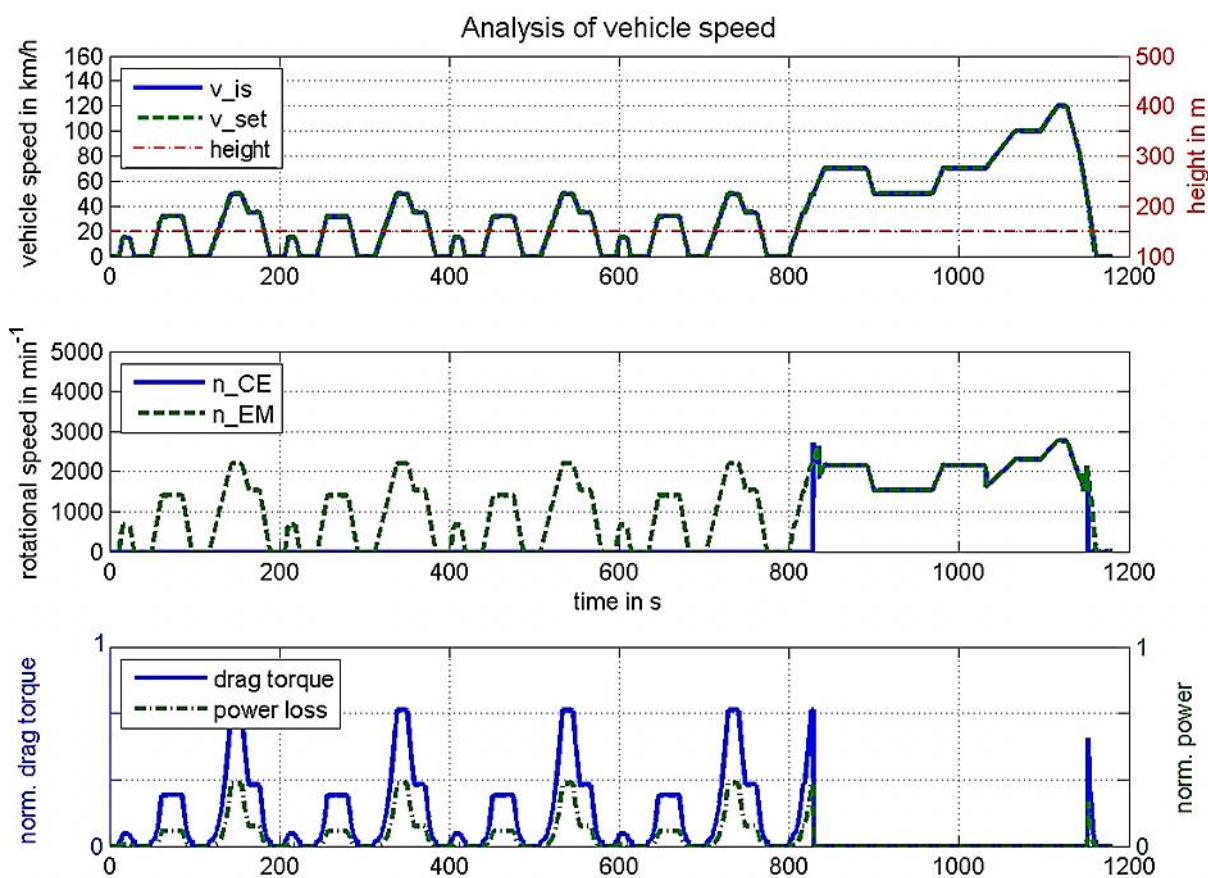 Analysis of vehicle speed
vehicle speed in km/h
160
140
120
100
80
60
40
20
0
v_is
v_set
height
500
400
300
200
100
height in m
0 200 400 600 800 1000 1200
rotational speed in min-1
5000
4000
3000
2000
1000
0
n_CE
n_EM
0 200 400 600 800 1000 1200
time in s
norm. drag torque
1
0
drag torque
power loss
1
0
norm. power
0 200 400 600 800 1000 1200